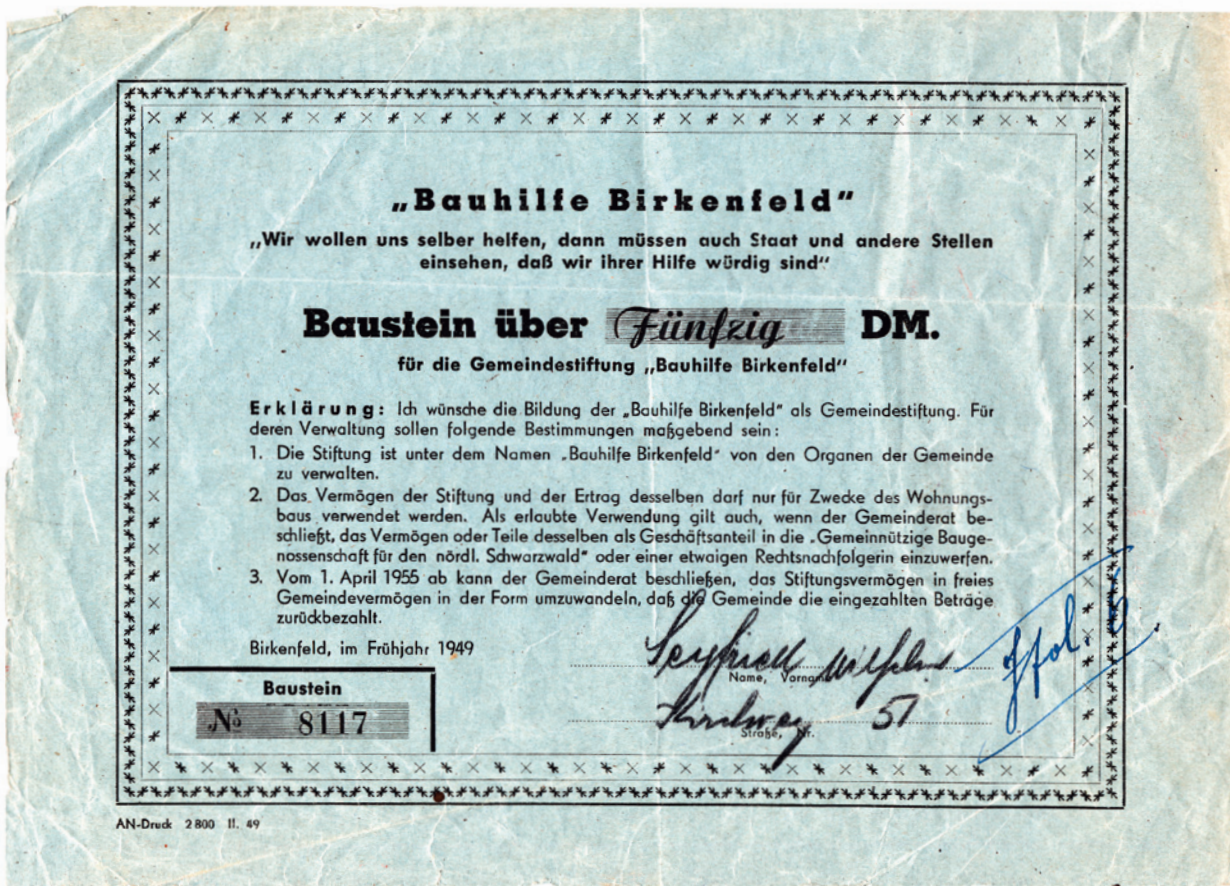 „Bauhilfe Birkenfeld"
„Wir wollen uns selber helfen, dann müssen auch Staat und andere Stellen
einsehen, daß wir ihrer Hilfe würdig sind"
Baustein über Fünfzig DM.
für die Gemeindestiftung „Bauhilfe Birkenfeld"
Erklärung: Ich wünsche die Bildung der „Bauhilfe Birkenfeld" als Gemeindestiftung. Für
deren Verwaltung sollen folgende Bestimmungen maßgebend sein:
1. Die Stiftung ist unter dem Namen „Bauhilfe Birkenfeld" von den Organen der Gemeinde
zu verwalten.
2. Das Vermögen der Stiftung und der Ertrag desselben darf nur für Zwecke des Wohnungs-
baus verwendet werden. Als erlaubte Verwendung gilt auch, wenn der Gemeinderat be-
schließt, das Vermögen oder Teile desselben als Geschäftsanteil in die „Gemeinnützige Bauge-
nossenschaft für den nördl. Schwarzwald" oder einer etwaigen Rechtsnachfolgerin einzuwerfen.
3. Vom 1. April 1955 ab kann der Gemeinderat beschließen, das Stiftungsvermögen in freies
Gemeindevermögen in der Form umzuwandeln, daß die Gemeinde die eingezahlten Beträge
zurückbezahlt.
Birkenfeld, im Frühjahr 1949
Wilhelm
Name, Vorname
Kirchweg 51
Straße, Nr.
Baustein
Nº 8117
AN-Druck 2800 II. 49